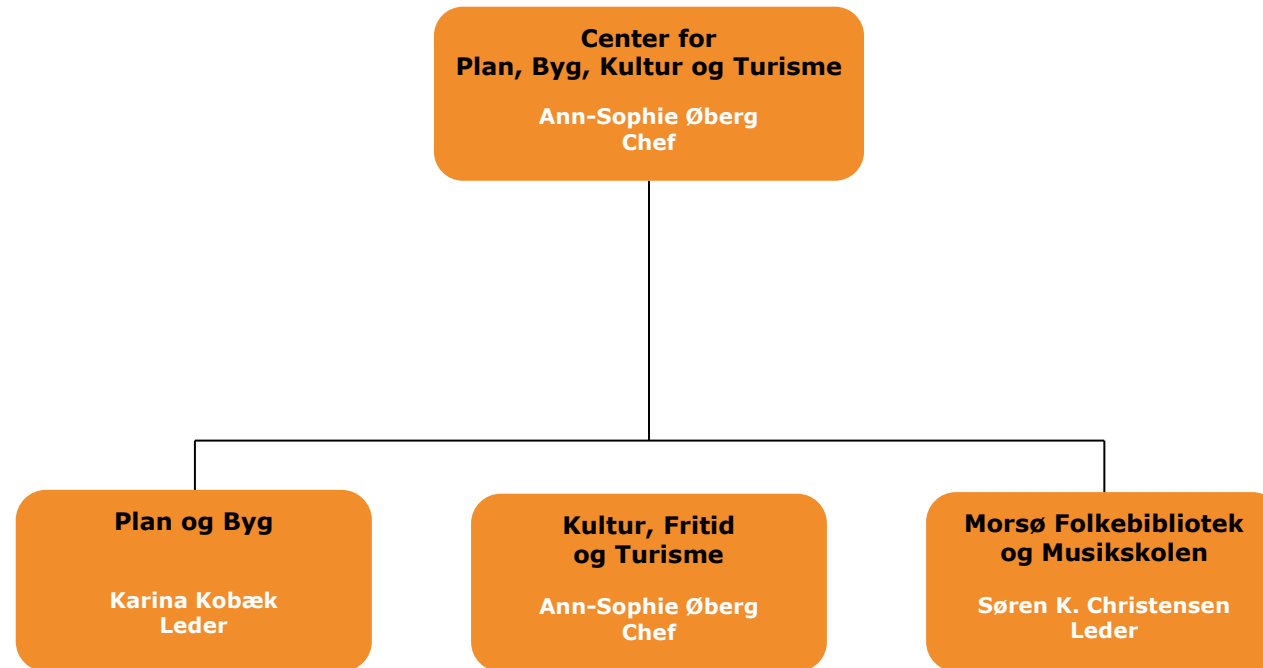 Center for
Plan, Byg, Kultur og Turisme
Ann-Sophie Øberg
Chef
Plan og Byg
Karina Kobæk
Leder
Kultur, Fritid
og Turisme
Ann-Sophie Øberg
Chef
Morsø Folkebibliotek
og Musikskolen
Søren K. Christensen
Leder